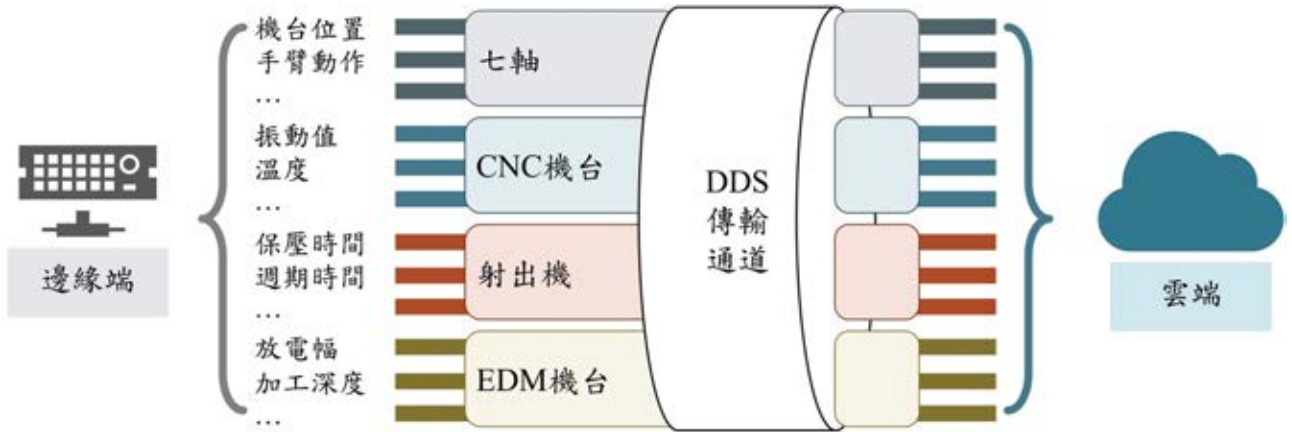 機台位置
手臂動作
…
七軸
振動值
溫度
…
CNC機台
保壓時間
週期時間
…
射出機
放電幅
加工深度
…
EDM機台
DDS
傳輸
通道
邊緣端
雲端